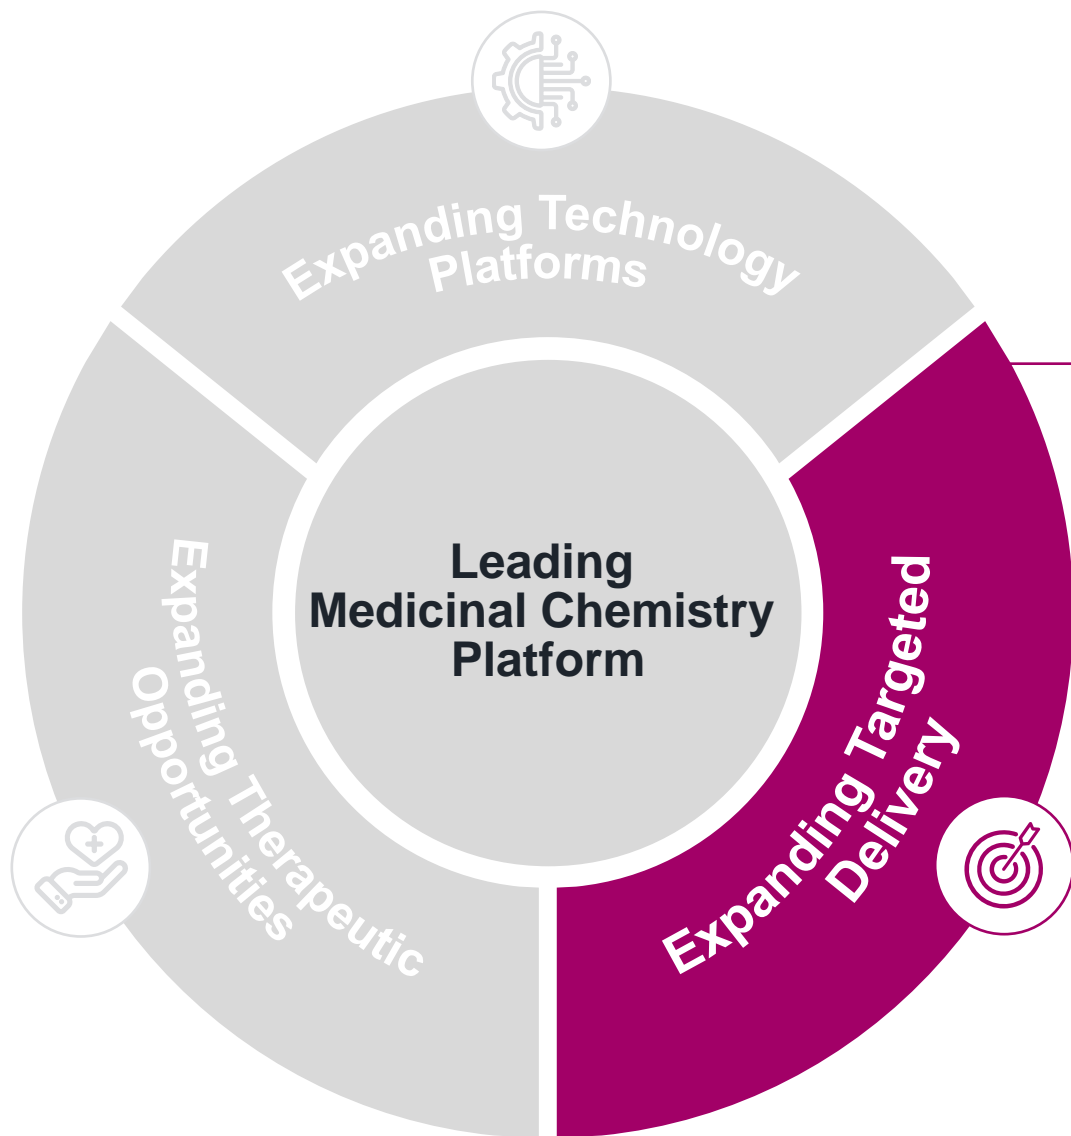 Expanding Technology
Platforms
Leading
Medicinal Chemistry
Platform
Expanding Therapeutic
Opportunities
Expanding Targeted
Delivery